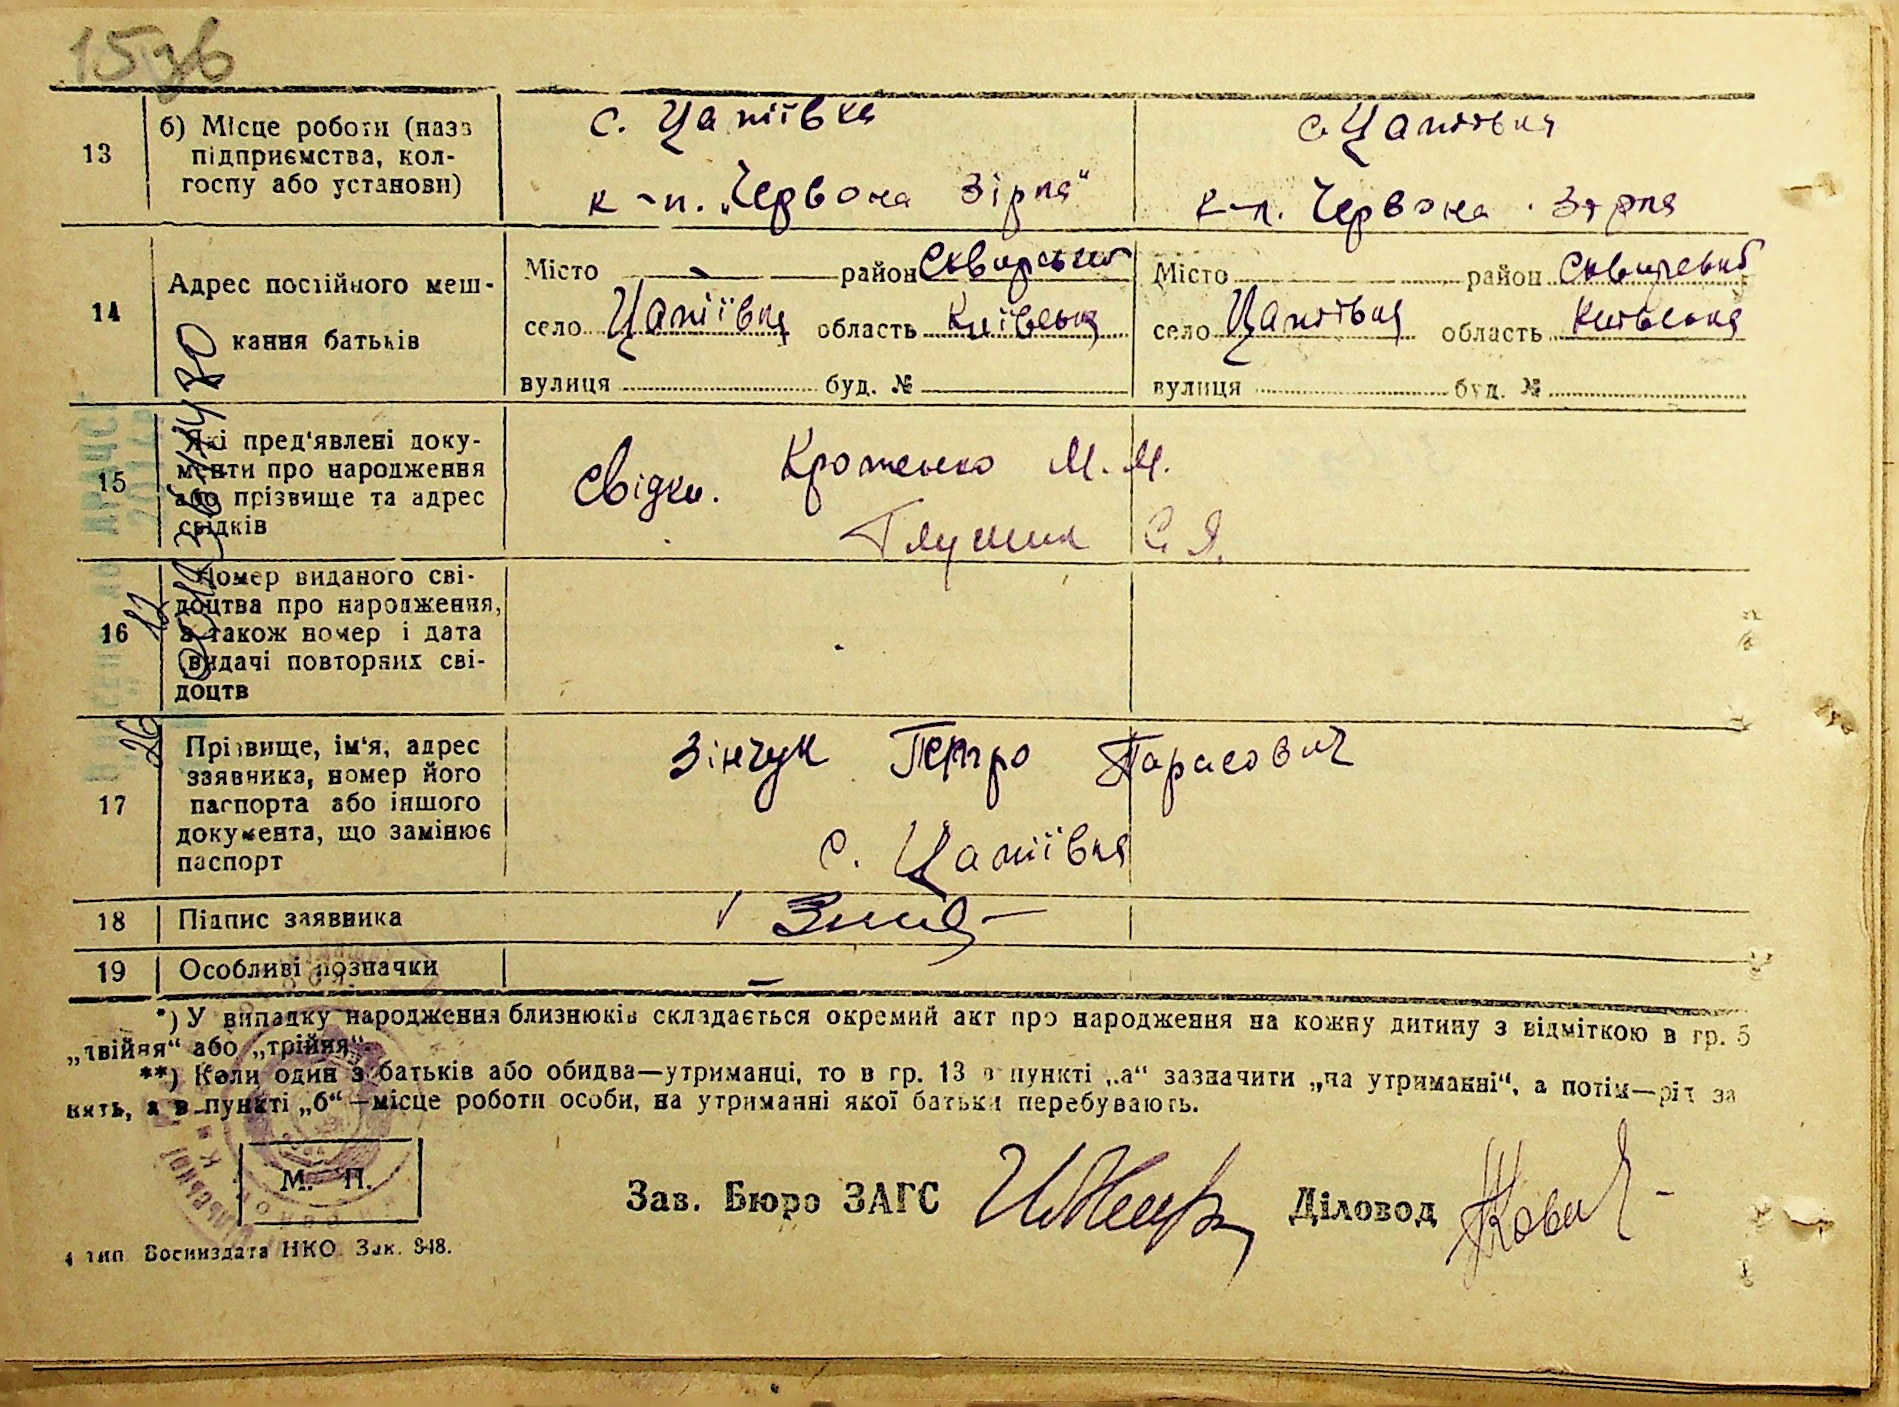 15зв
13 б) Місце роботи (назв с. Цапіївка с. Цапіївка
підприємства, кол-
госпу або установи) к-п. „Червона Зірка“ к-п. Червона Зірка
14 Адрес постійного меш-
кання батьків
Місто район Сквирський Місто район Сквирський
село Цапіївка область Київська село Цапіївка область Київська
вулиця буд. № вулиця буд. №
15 Які пред'явлені доку-
менти про народження
або прізвище та адрес
свідків
Свідки. М. М.
С. Я.
16 Номер виданого сві-
доцтва про народження,
а також номер і дата
видачі повторних сві-
доцтв
17 Прізвище, ім'я, адрес
заявника, номер його
паспорта або іншого
документа, що замінює
паспорт
Зінчук Петро Тарасович
с. Цапіївка
18 Підпис заявника
19 Особливі позначки
*) У випадку народження близнюків складається окремий акт про народження на кожну дитину з відміткою в гр. 5
„двійня“ або „трійня“.
**) Коли один з батьків або обидва—утриманці, то в гр. 13 в пункті „а“ зазначити „на утриманні“, а потім—рід за
нять, а в пункті „б“—місце роботи особи, на утриманні якої батьки перебувають.
М. П.
Зав. Бюро ЗАГС Діловод
4 тип. Воениздата НКО. Зак. 348.